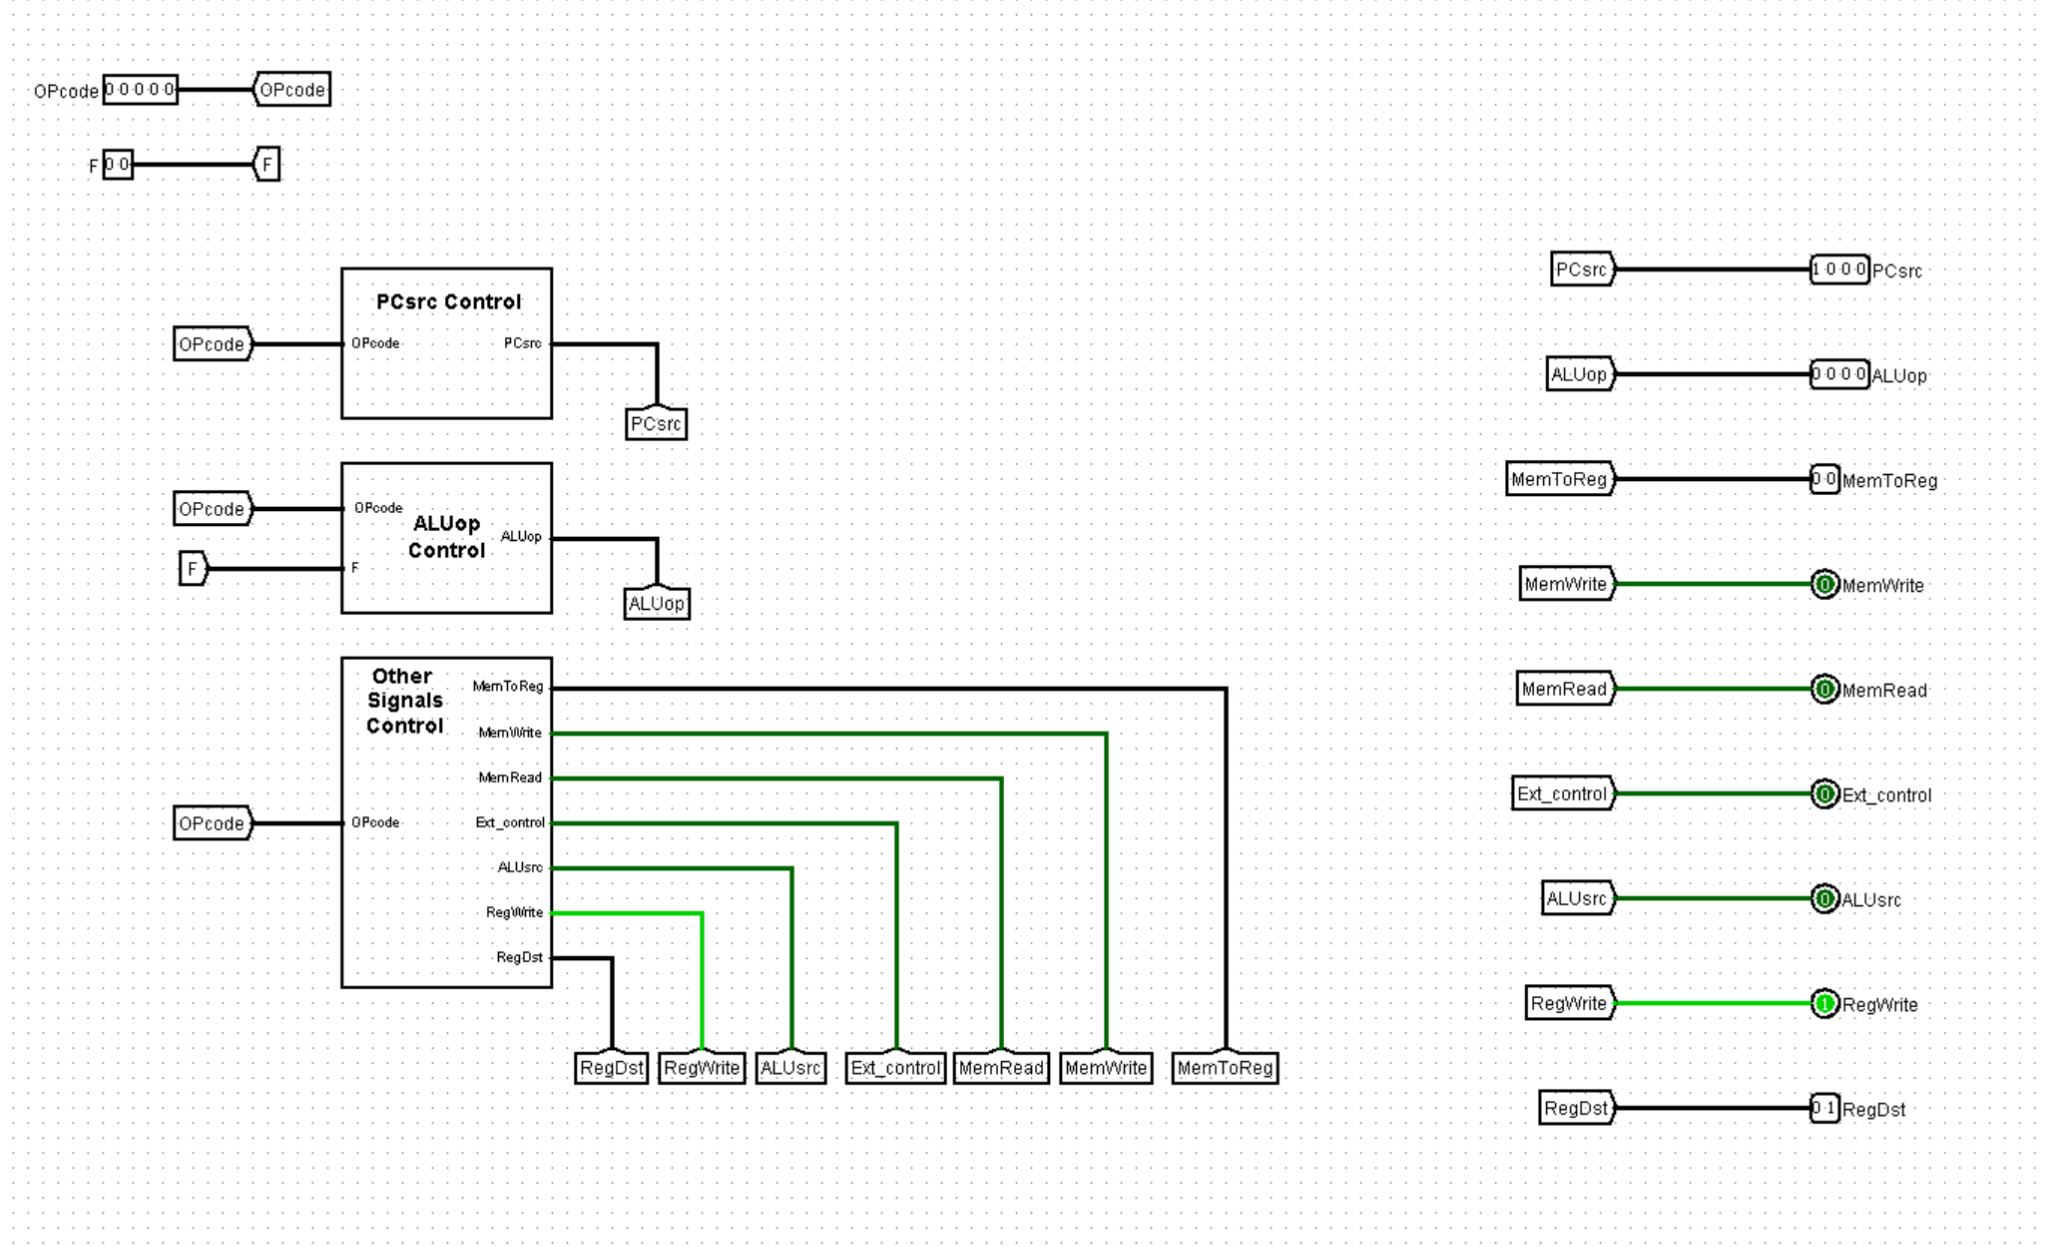 OPcode 0 0 0 0 0 OPcode
F 0 0 F
PCsrc Control
OPcode OPcode PCsrc
PCsrc
OPcode OPcode
ALUop
Control
ALUop
F F
ALUop
Other
Signals
Control
MemToReg
MemWrite
MemRead
OPcode OPcode Ext_control
ALUsrc
RegWrite
RegDst
RegDst RegWrite ALUsrc Ext_control MemRead MemWrite MemToReg
PCsrc 1 0 0 0 PCsrc
ALUop 0 0 0 0 ALUop
MemToReg 0 0 MemToReg
MemWrite 0 MemWrite
MemRead 0 MemRead
Ext_control 0 Ext_control
ALUsrc 0 ALUsrc
RegWrite 1 RegWrite
RegDst 0 1 RegDst